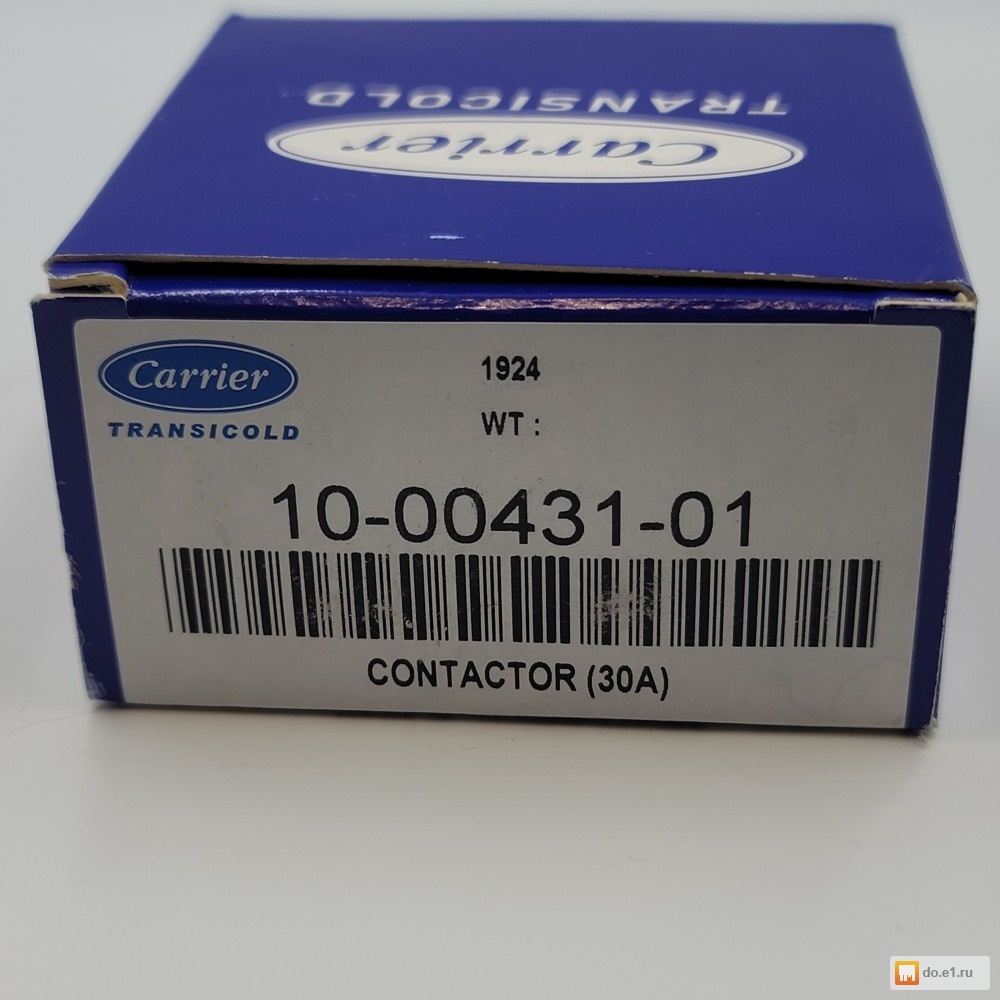 TRANSICOLD
Carrier
Carrier
TRANSICOLD
1924
WT :
10-00431-01
CONTACTOR (30A)
do.e1.ru